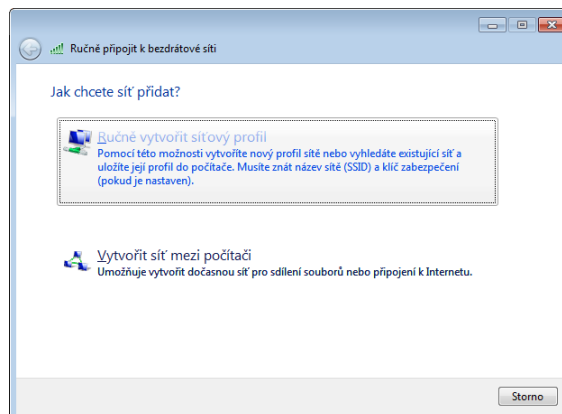 Ručně připojit k bezdrátové síti
Jak chcete síť přidat?
Ručně vytvořit síťový profil
Pomocí této možnosti vytvoříte nový profil sítě nebo vyhledáte existující síť a
uložíte její profil do počítače. Musíte znát název sítě (SSID) a klíč zabezpečení
(pokud je nastaven).
Vytvořit síť mezi počítači
Umožňuje vytvořit dočasnou síť pro sdílení souborů nebo připojení k Internetu.
Storno